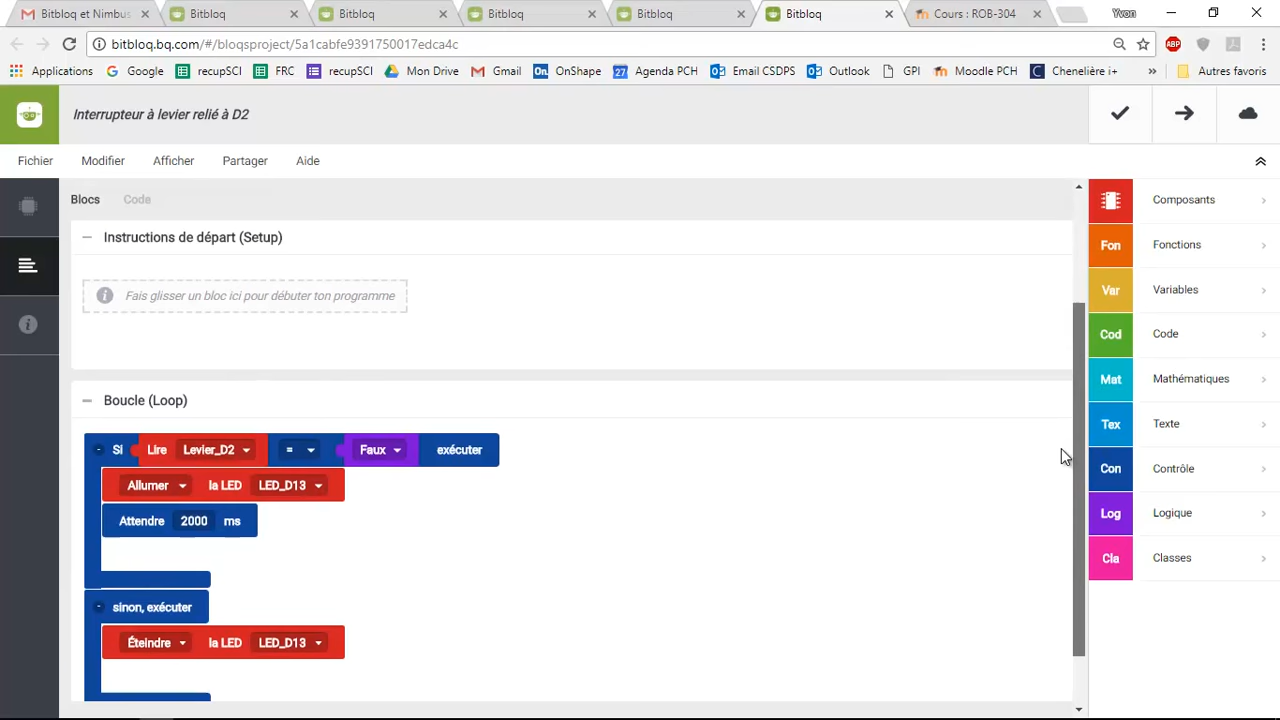 Bitbloq et Nimbus
Bitbloq
Bitbloq
Bitbloq
Bitbloq
Bitbloq
Cours : ROB-304
Yvon
bitbloq.bq.com/#/bloqsproject/5a1cabfe9391750017edca4c
ABP
Applications
Google
recupSCI
FRC
recupSCI
Mon Drive
Gmail
On
OnShape
27
Agenda PCH
Email CSDPS
Outlook
GPI
Moodle PCH
C
Chenelière i+
»
Autres favoris
Interrupteur à levier relié à D2
Fichier
Modifier
Afficher
Partager
Aide
Blocs
Code
Instructions de départ (Setup)
Fais glisser un bloc ici pour débuter ton programme
Boucle (Loop)
Si Lire Levier_D2 = Faux exécuter
Allumer la LED LED_D13
Attendre 2000 ms
sinon, exécuter
Éteindre la LED LED_D13
Composants
Fon Fonctions
Var Variables
Cod Code
Mat Mathématiques
Tex Texte
Con Contrôle
Log Logique
Cla Classes